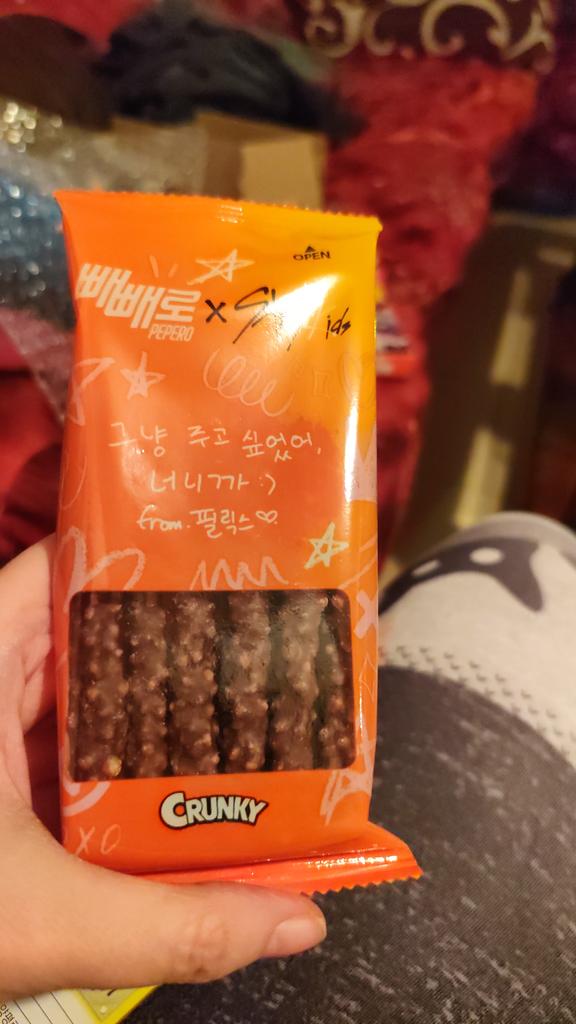 OPEN
빼빼로 x
PEPERO
그냥 주고 싶었어,
너니까 :)
from. 필릭스♡
CRUNKY
XO